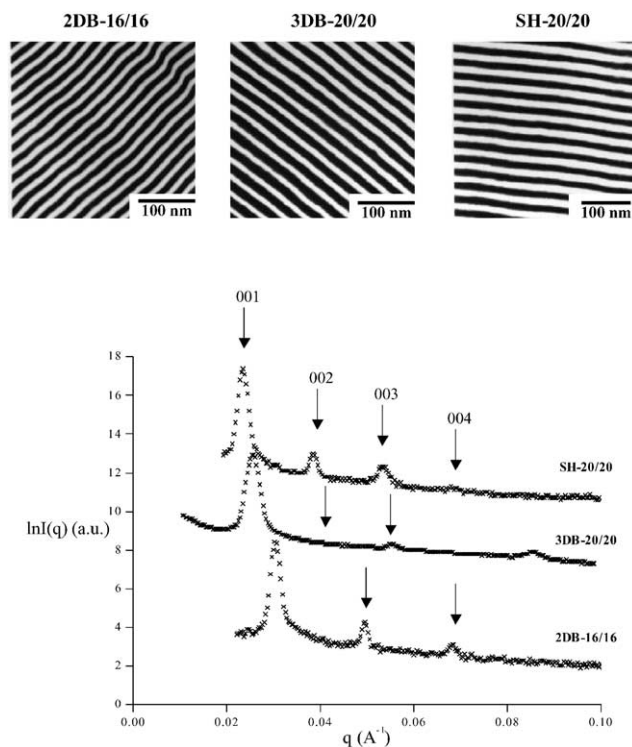 2DB-16/16 3DB-20/20 SH-20/20
100 nm 100 nm 100 nm
001
18
002
16
003
14
004
12
SH-20/20
10
lnI(q) (a.u.)
8
3DB-20/20
6
4
2DB-16/16
2
0
0.00 0.02 0.04 0.06 0.08 0.10
q (A⁻¹)